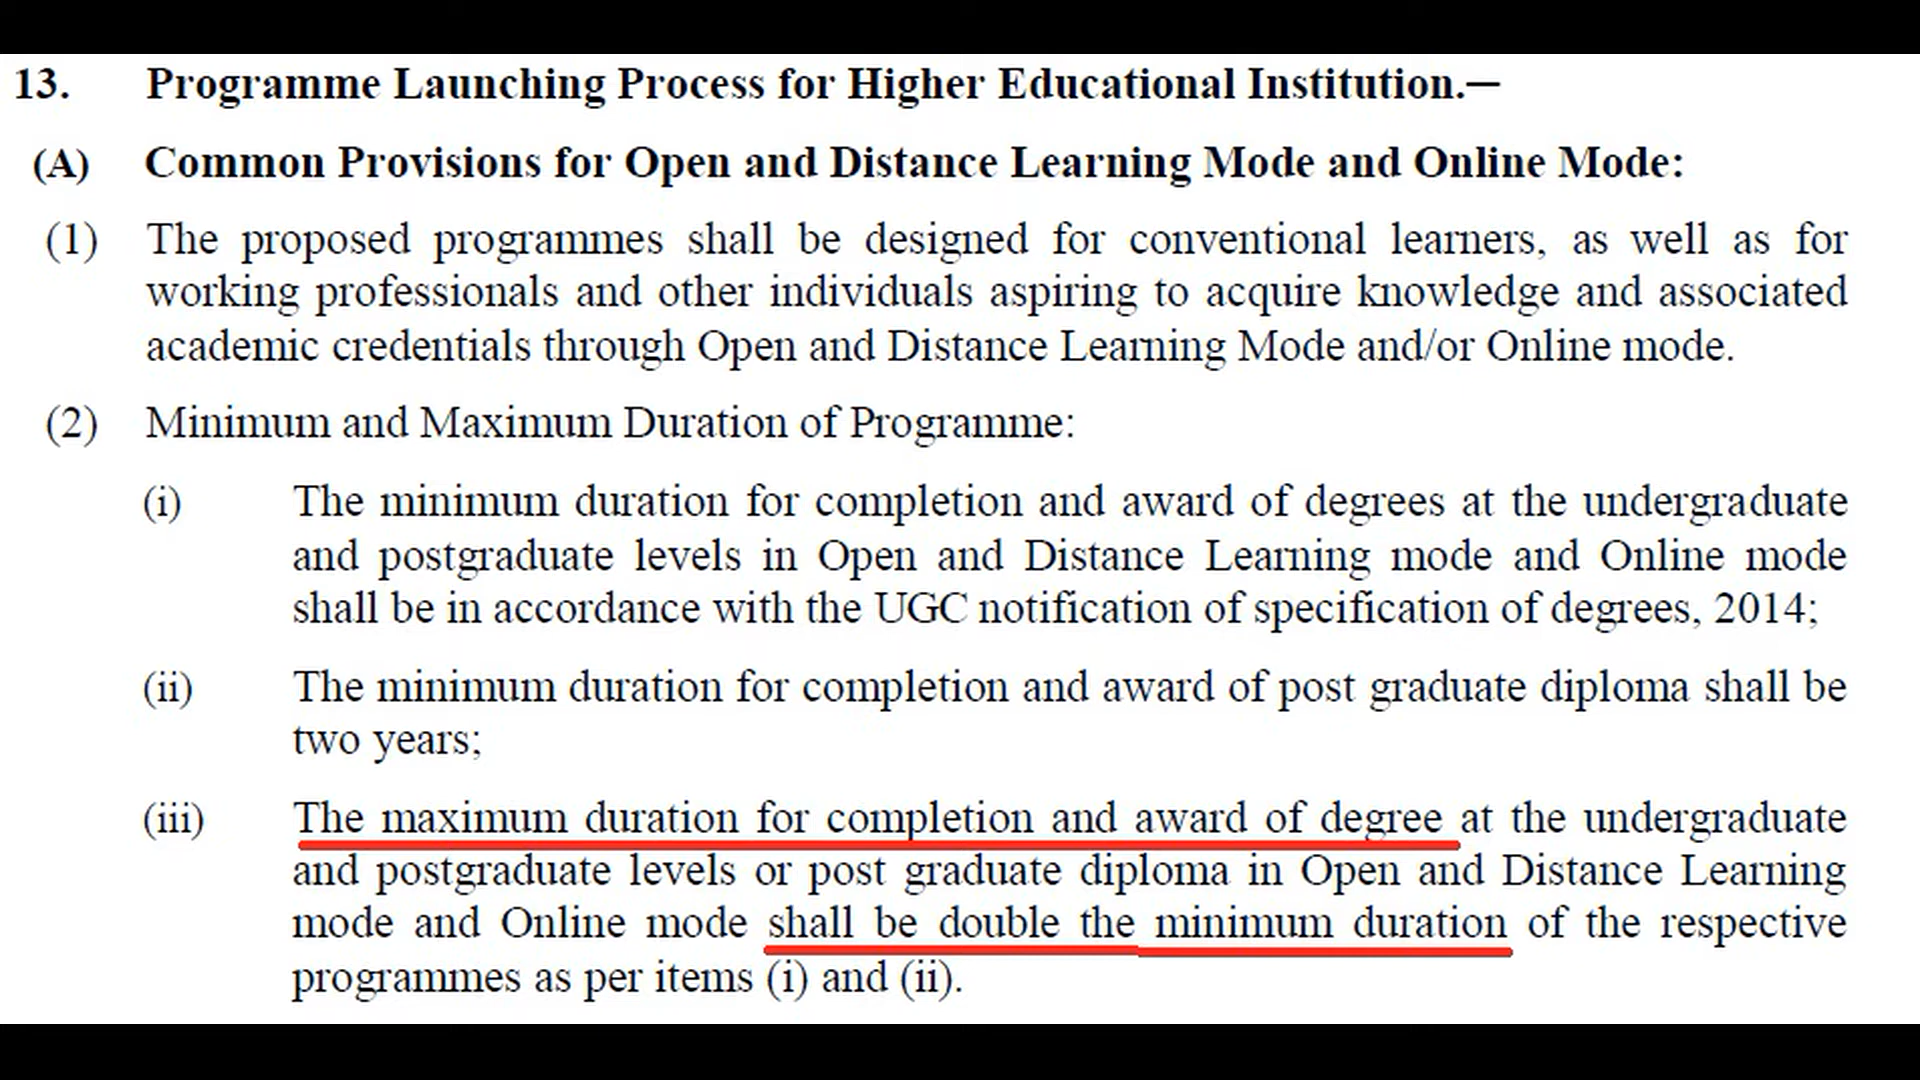 13. Programme Launching Process for Higher Educational Institution.—
(A) Common Provisions for Open and Distance Learning Mode and Online Mode:
(1) The proposed programmes shall be designed for conventional learners, as well as for
working professionals and other individuals aspiring to acquire knowledge and associated
academic credentials through Open and Distance Learning Mode and/or Online mode.
(2) Minimum and Maximum Duration of Programme:
(i) The minimum duration for completion and award of degrees at the undergraduate
and postgraduate levels in Open and Distance Learning mode and Online mode
shall be in accordance with the UGC notification of specification of degrees, 2014;
(ii) The minimum duration for completion and award of post graduate diploma shall be
two years;
(iii) The maximum duration for completion and award of degree at the undergraduate
and postgraduate levels or post graduate diploma in Open and Distance Learning
mode and Online mode shall be double the minimum duration of the respective
programmes as per items (i) and (ii).